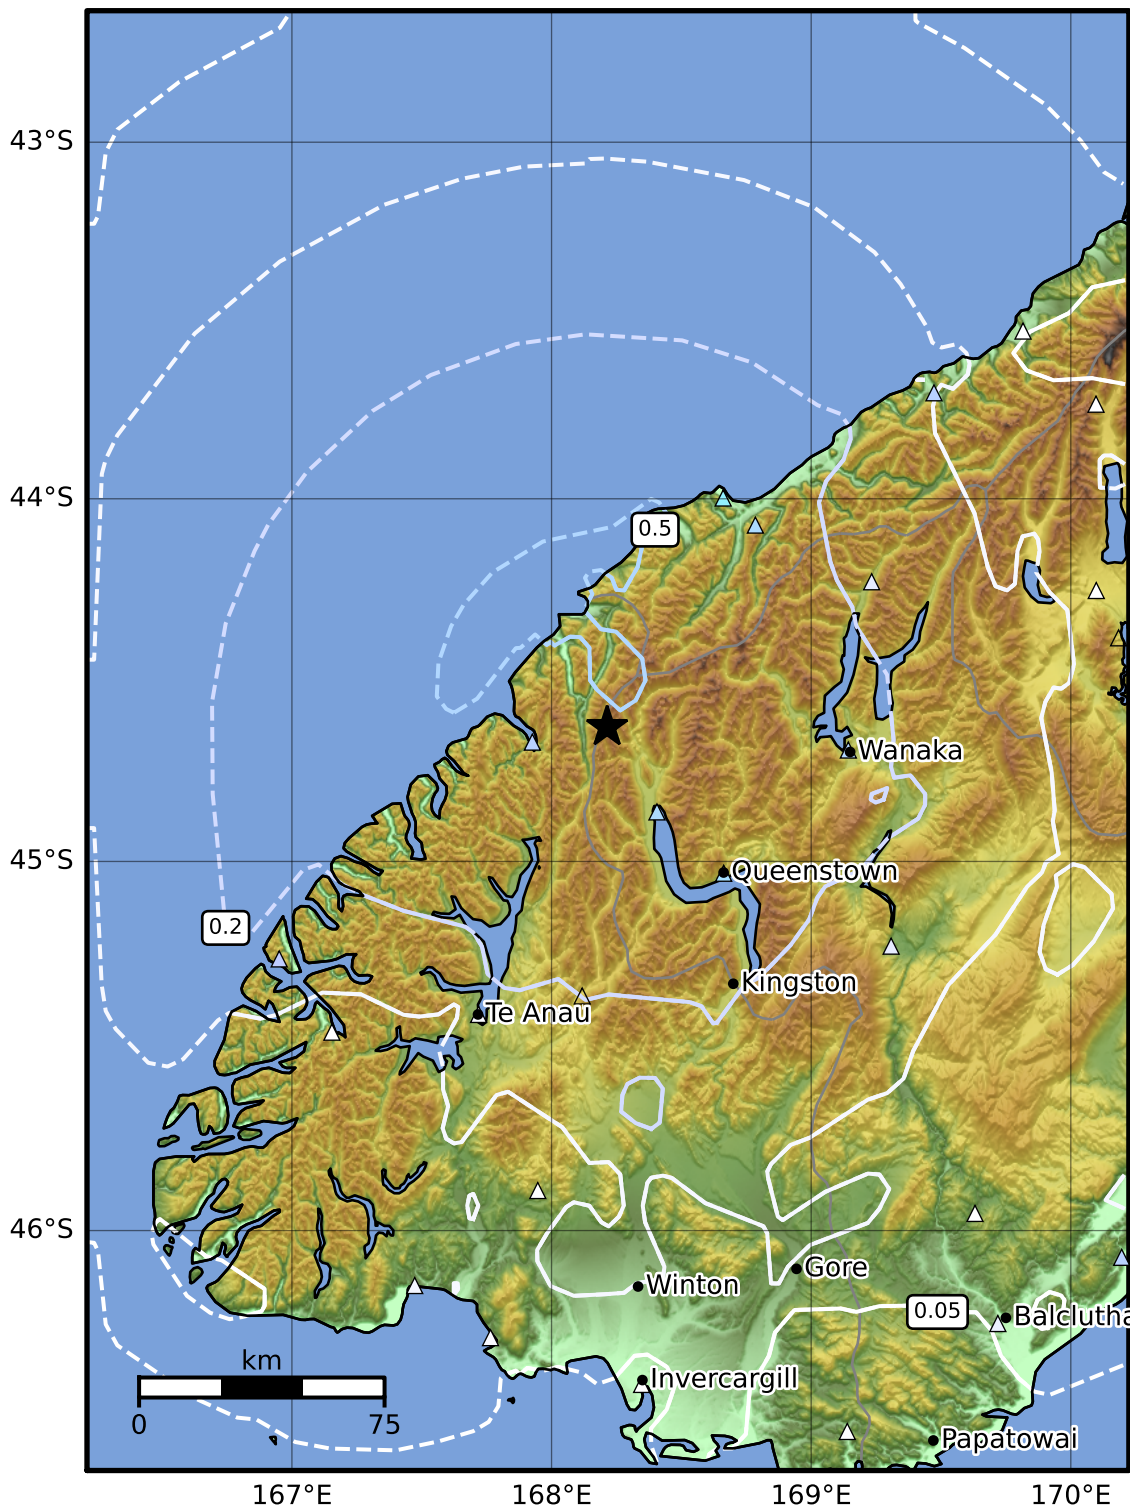 43°S
44°S
0.5
Wanaka
45°S
Queenstown
0.2
Kingston
Te Anau
46°S
Gore
Winton
0.05
Balclutha
km
Invercargill
0
75
Papatowai
167°E
168°E
169°E
170°E